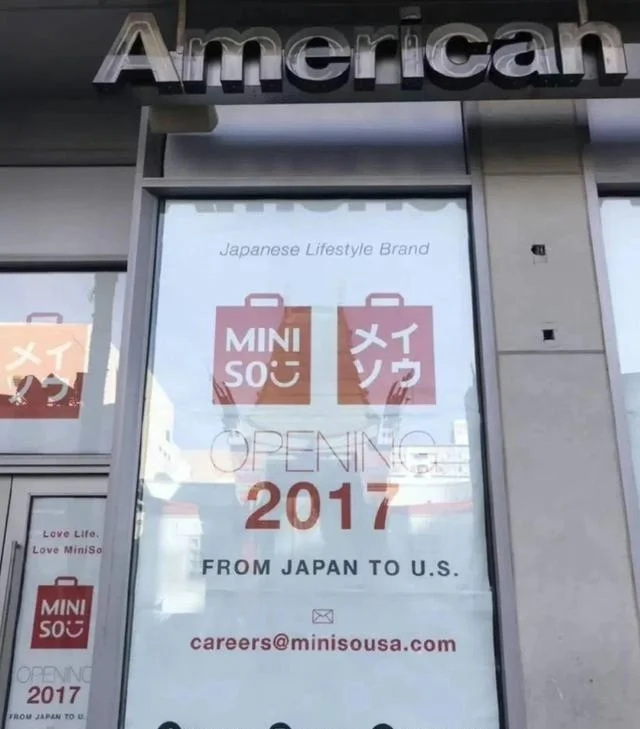 American
Japanese Lifestyle Brand
MINI
SO
メイ
ソウ
OPENING
2017
FROM JAPAN TO U.S.
careers@minisousa.com
メイ
ソウ
Love Life.
Love MiniSo
MINI
SO
OPENING
2017
FROM JAPAN TO U.